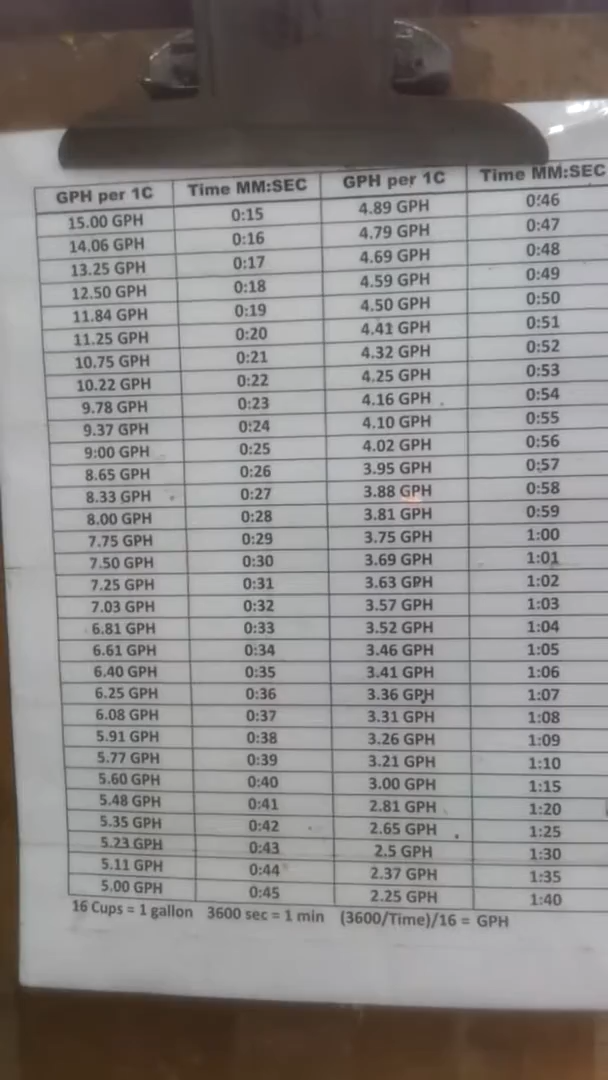 GPH per 1C Time MM:SEC GPH per 1C Time MM:SEC
15.00 GPH 0:15 4.89 GPH 0:46
14.06 GPH 0:16 4.79 GPH 0:47
13.25 GPH 0:17 4.69 GPH 0:48
12.50 GPH 0:18 4.59 GPH 0:49
11.84 GPH 0:19 4.50 GPH 0:50
11.25 GPH 0:20 4.41 GPH 0:51
10.75 GPH 0:21 4.32 GPH 0:52
10.22 GPH 0:22 4.25 GPH 0:53
9.78 GPH 0:23 4.16 GPH 0:54
9.37 GPH 0:24 4.10 GPH 0:55
9:00 GPH 0:25 4.02 GPH 0:56
8.65 GPH 0:26 3.95 GPH 0:57
8.33 GPH 0:27 3.88 GPH 0:58
8.00 GPH 0:28 3.81 GPH 0:59
7.75 GPH 0:29 3.75 GPH 1:00
7.50 GPH 0:30 3.69 GPH 1:01
7.25 GPH 0:31 3.63 GPH 1:02
7.03 GPH 0:32 3.57 GPH 1:03
6.81 GPH 0:33 3.52 GPH 1:04
6.61 GPH 0:34 3.46 GPH 1:05
6.40 GPH 0:35 3.41 GPH 1:06
6.25 GPH 0:36 3.36 GPH 1:07
6.08 GPH 0:37 3.31 GPH 1:08
5.91 GPH 0:38 3.26 GPH 1:09
5.77 GPH 0:39 3.21 GPH 1:10
5.60 GPH 0:40 3.00 GPH 1:15
5.48 GPH 0:41 2.81 GPH 1:20
5.35 GPH 0:42 2.65 GPH 1:25
5.23 GPH 0:43 2.5 GPH 1:30
5.11 GPH 0:44 2.37 GPH 1:35
5.00 GPH 0:45 2.25 GPH 1:40
16 Cups = 1 gallon 3600 sec = 1 min (3600/Time)/16 = GPH